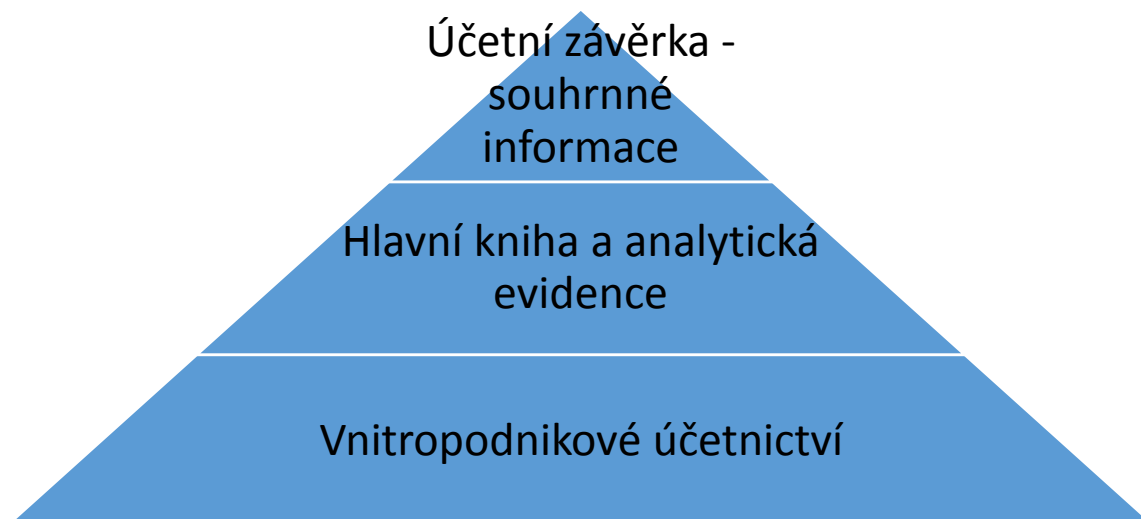 Účetní závěrka -
souhrnné
informace
Hlavní kniha a analytická
evidence
Vnitropodnikové účetnictví